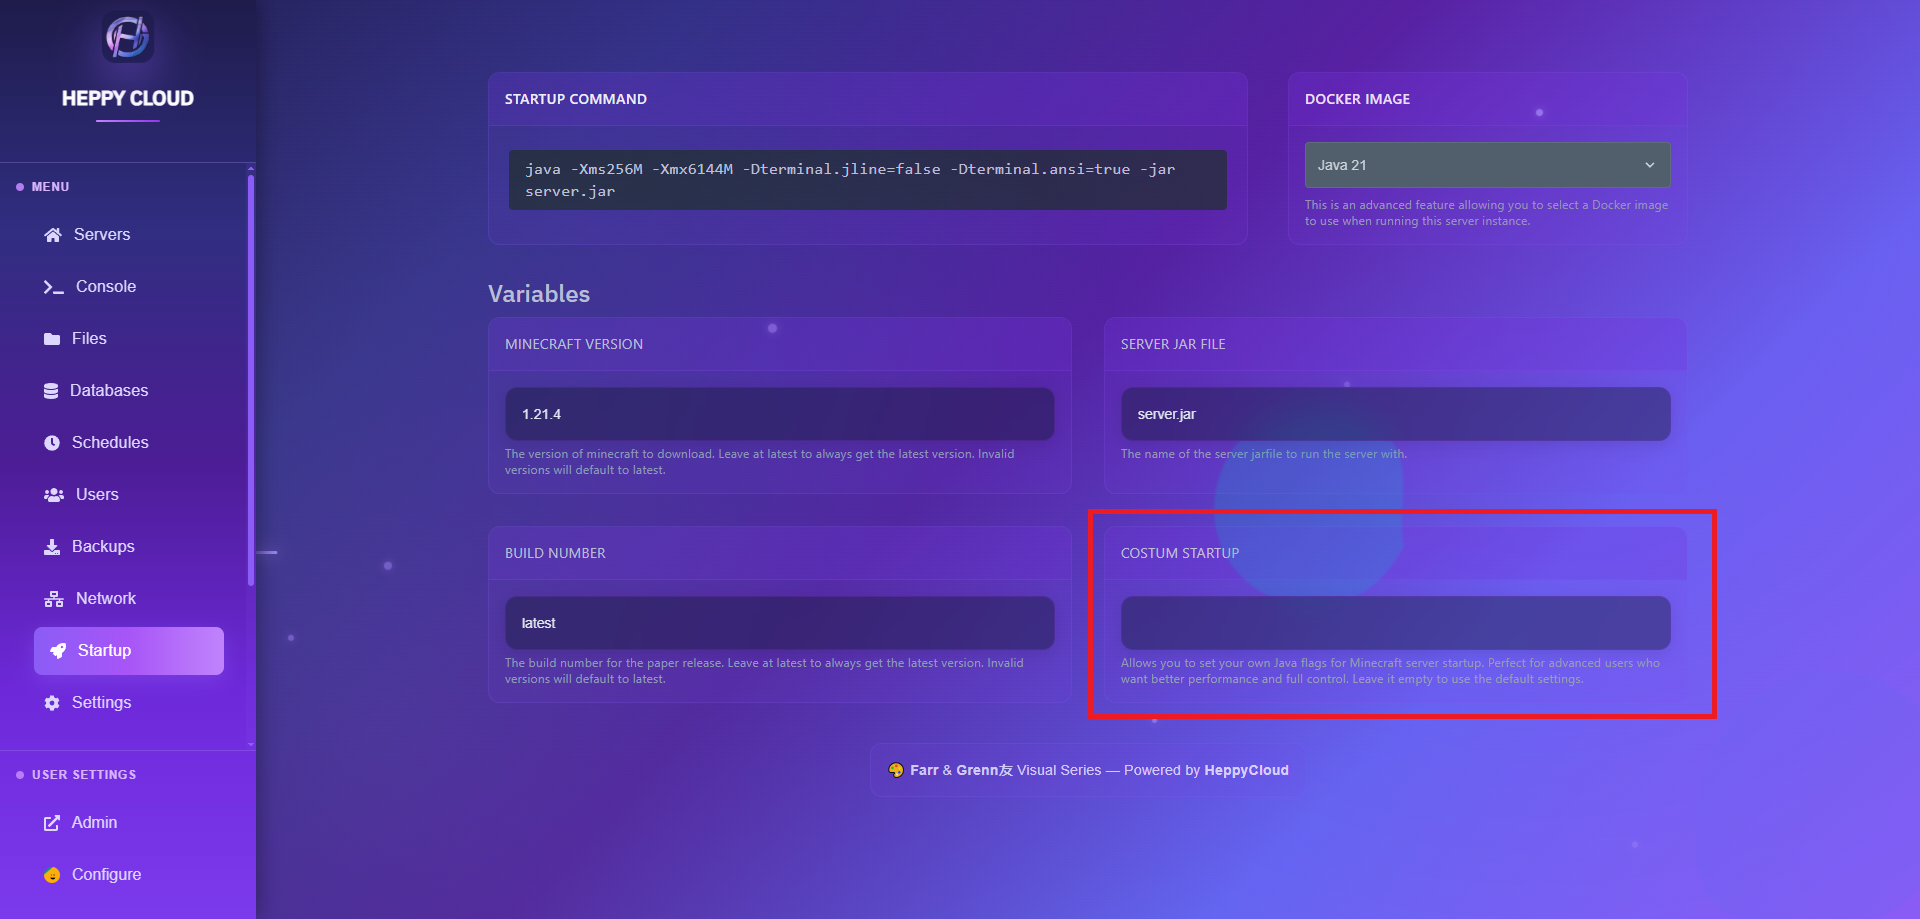 HEPPY CLOUD
MENU
Servers
Console
Files
Databases
Schedules
Users
Backups
Network
Startup
Settings
USER SETTINGS
Admin
Configure
STARTUP COMMAND
java -Xms256M -Xmx6144M -Dterminal.jline=false -Dterminal.ansi=true -jar
server.jar
DOCKER IMAGE
Java 21
This is an advanced feature allowing you to select a Docker image
to use when running this server instance.
Variables
MINECRAFT VERSION
1.21.4
The version of minecraft to download. Leave at latest to always get the latest version. Invalid
versions will default to latest.
SERVER JAR FILE
server.jar
The name of the server jarfile to run the server with.
BUILD NUMBER
latest
The build number for the paper release. Leave at latest to always get the latest version. Invalid
versions will default to latest.
COSTUM STARTUP
Allows you to set your own Java flags for Minecraft server startup. Perfect for advanced users who
want better performance and full control. Leave it empty to use the default settings.
Farr & Grenn友 Visual Series — Powered by HeppyCloud